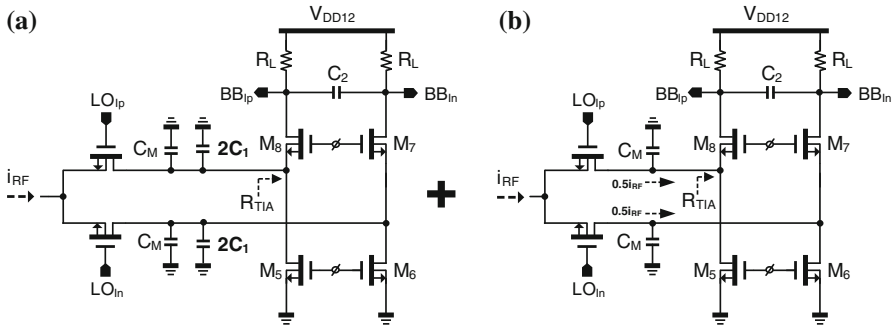 (a)
V_DD12
R_L R_L
C_2
BB_Ip BB_In
LO_Ip
C_M 2C_1
M_8 M_7
i_RF
R_TIA
C_M 2C_1
M_5 M_6
LO_In
+
(b)
V_DD12
R_L R_L
C_2
BB_Ip BB_In
LO_Ip
C_M
M_8 M_7
i_RF
0.5i_RF
R_TIA
0.5i_RF
C_M
M_5 M_6
LO_In